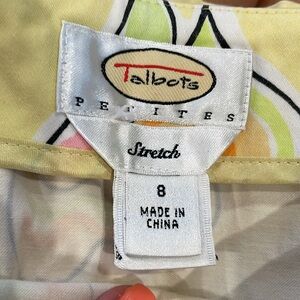 Talbots
PETITES
Stretch
8
MADE IN
CHINA